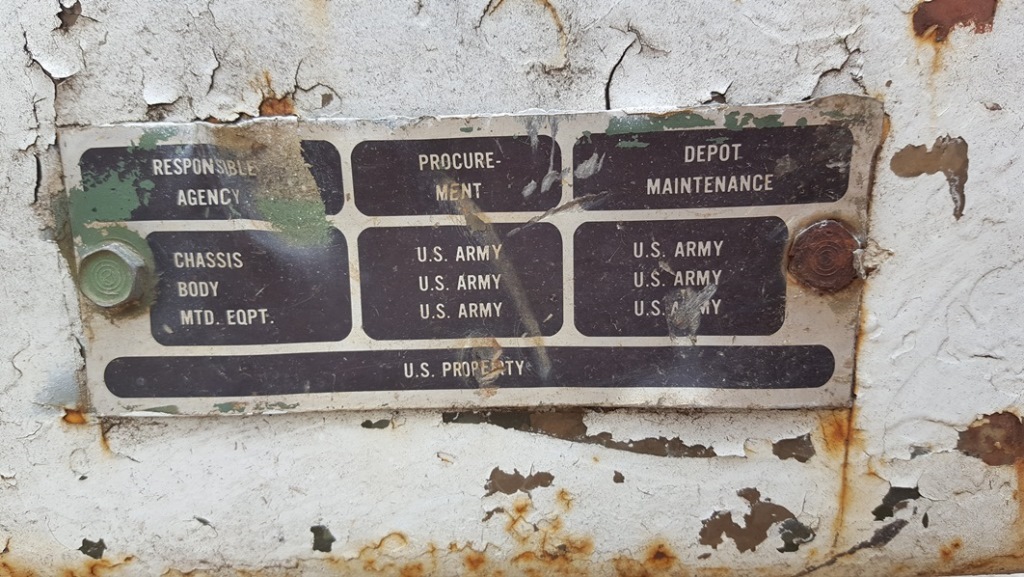 RESPONSIBLE
AGENCY
PROCURE-
MENT
DEPOT
MAINTENANCE
CHASSIS U.S. ARMY U.S. ARMY
BODY U.S. ARMY U.S. ARMY
MTD. EQPT. U.S. ARMY U.S. ARMY
U.S. PROPERTY